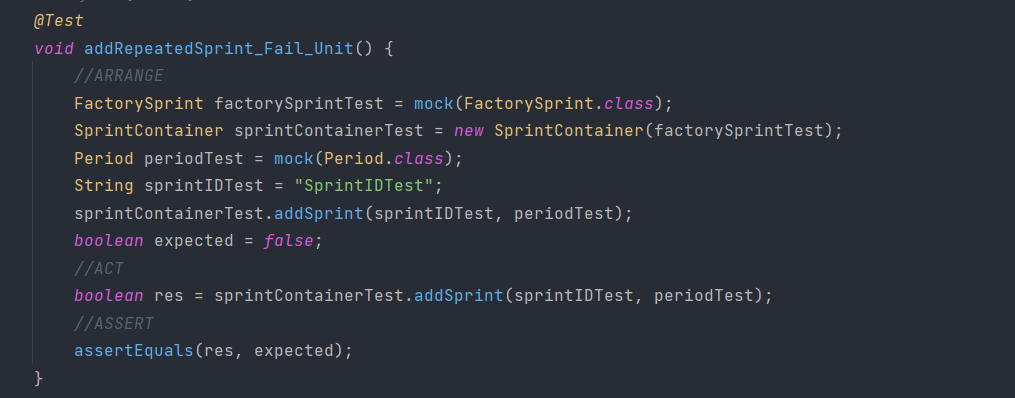 @Test
void addRepeatedSprint_Fail_Unit() {
    //ARRANGE
    FactorySprint factorySprintTest = mock(FactorySprint.class);
    SprintContainer sprintContainerTest = new SprintContainer(factorySprintTest);
    Period periodTest = mock(Period.class);
    String sprintIDTest = "SprintIDTest";
    sprintContainerTest.addSprint(sprintIDTest, periodTest);
    boolean expected = false;
    //ACT
    boolean res = sprintContainerTest.addSprint(sprintIDTest, periodTest);
    //ASSERT
    assertEquals(res, expected);
}